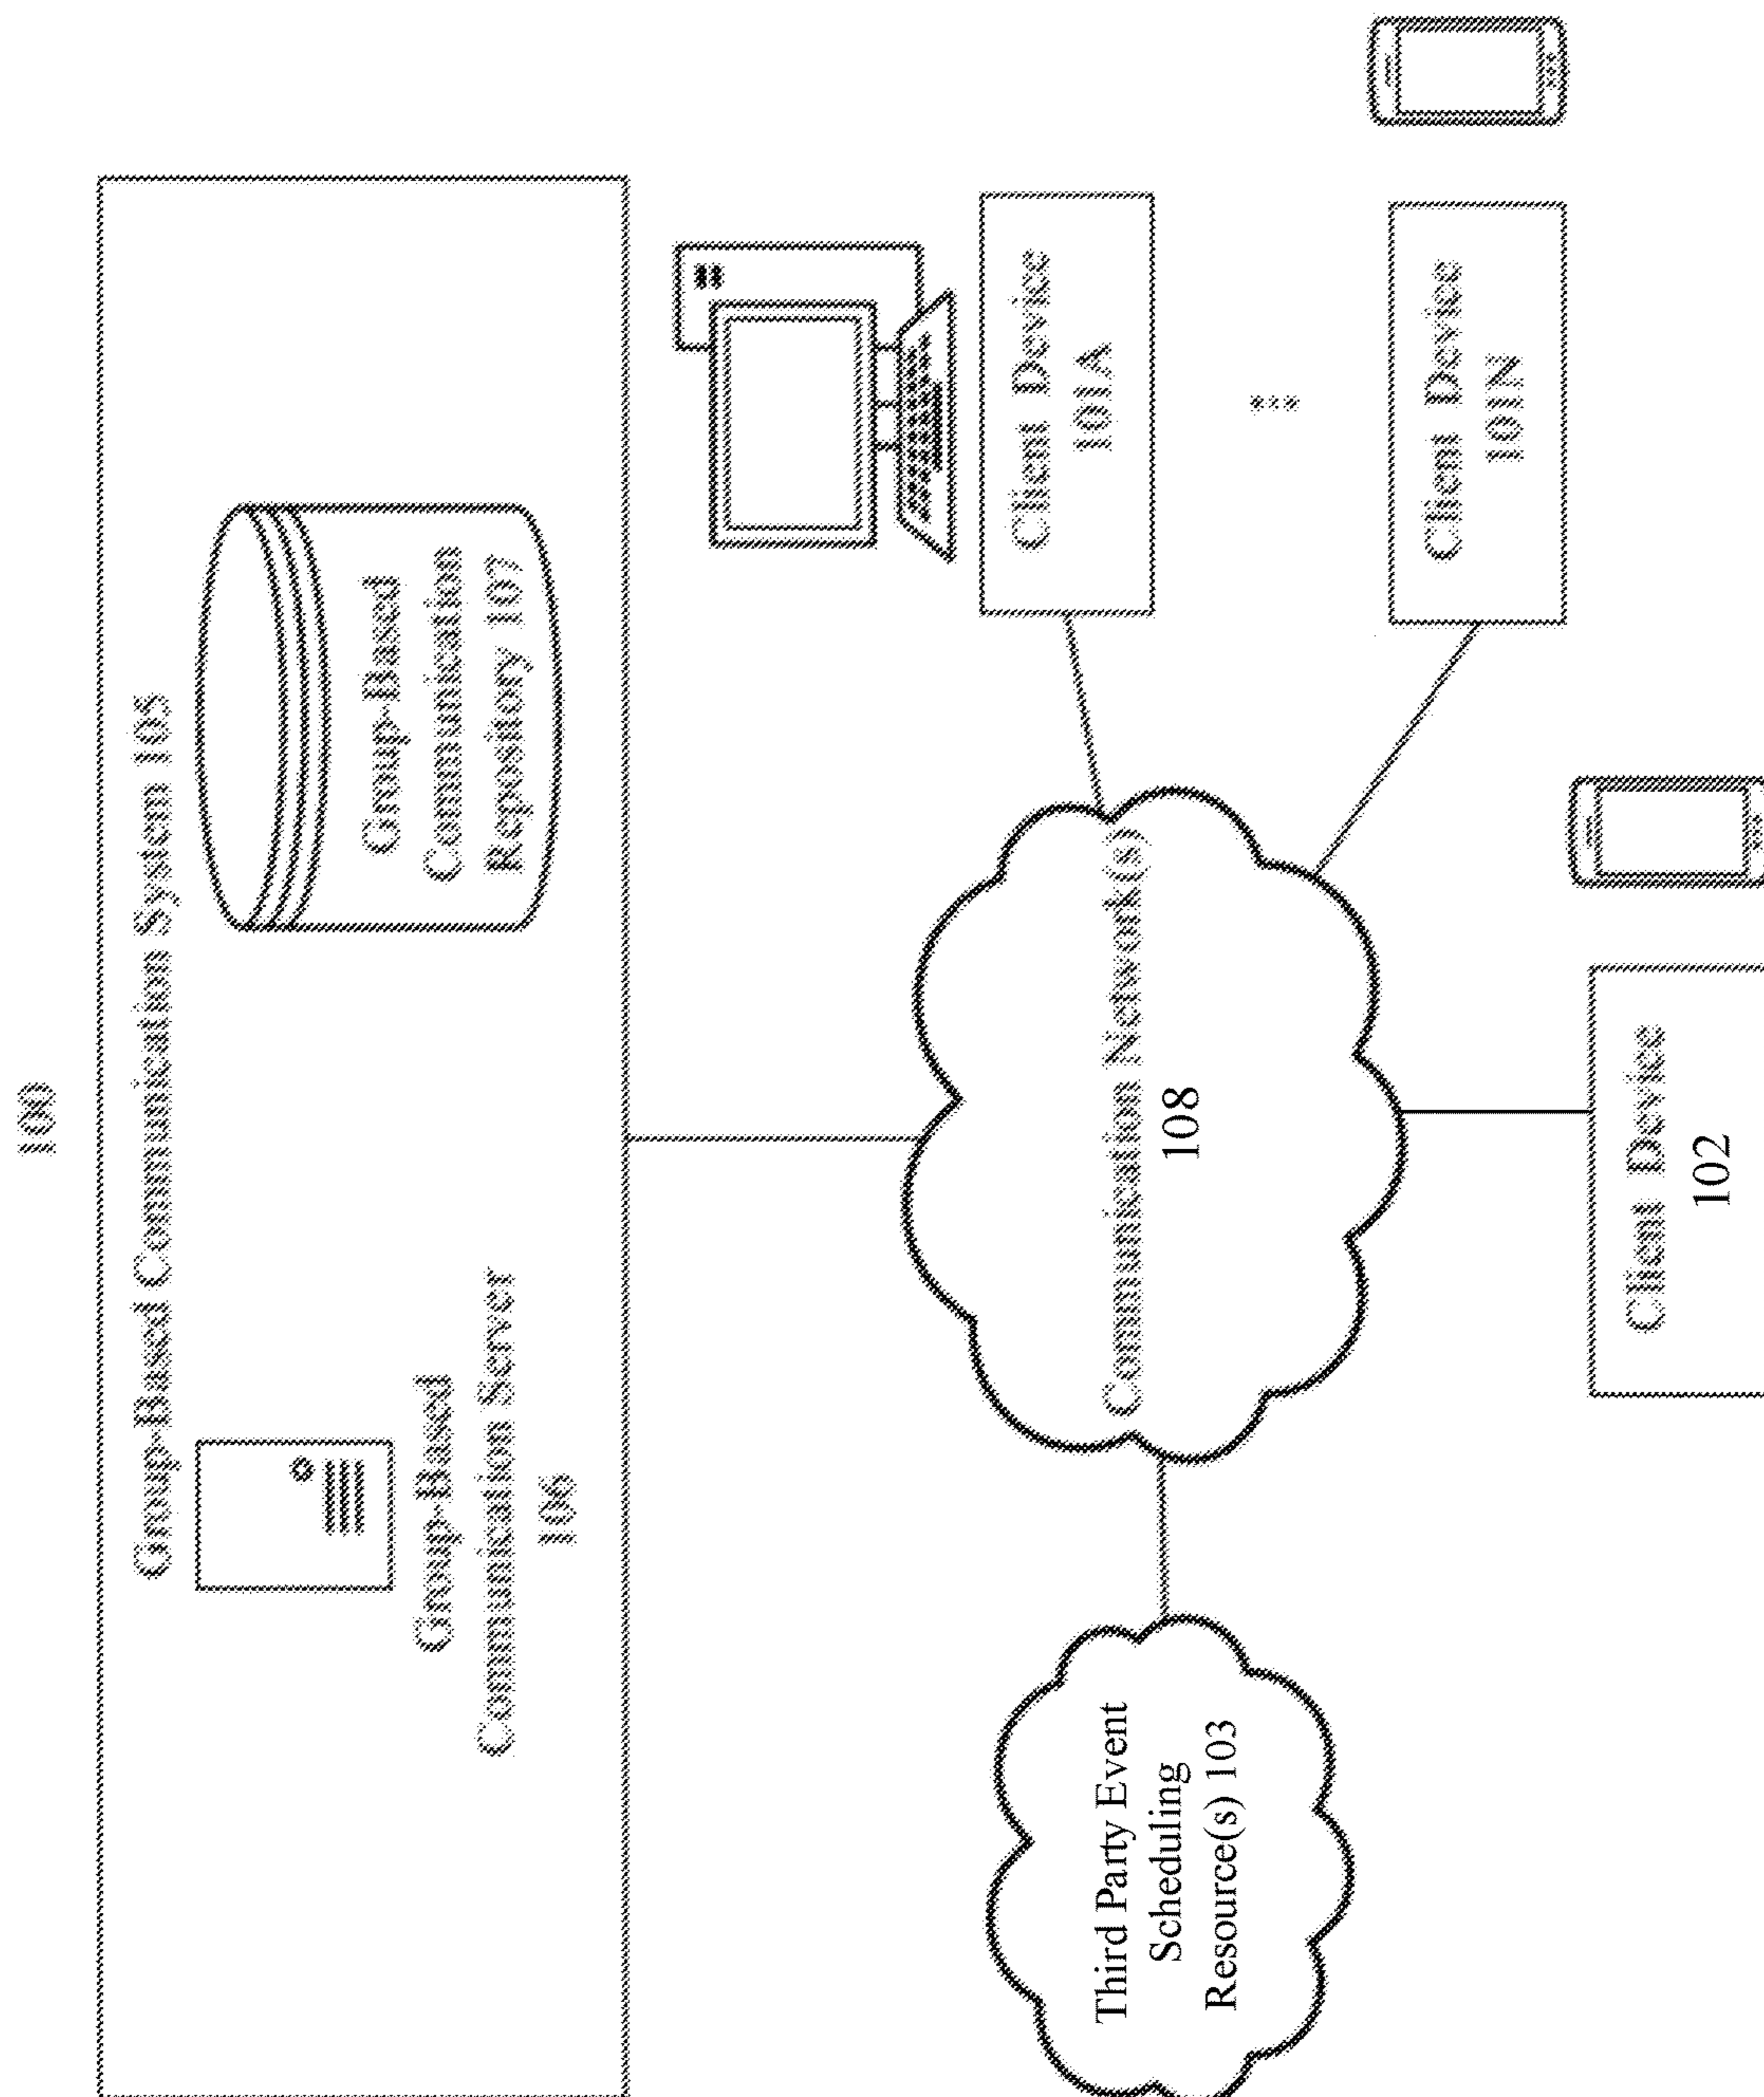 100
Group-Based Communication System 105
Group-Based
Communication Server
106
Group-Based
Communication
Repository 107
Third Party Event
Scheduling
Resource(s) 103
Communication Network(s)
108
Client Device
101A
...
Client Device
101N
Client Device
102